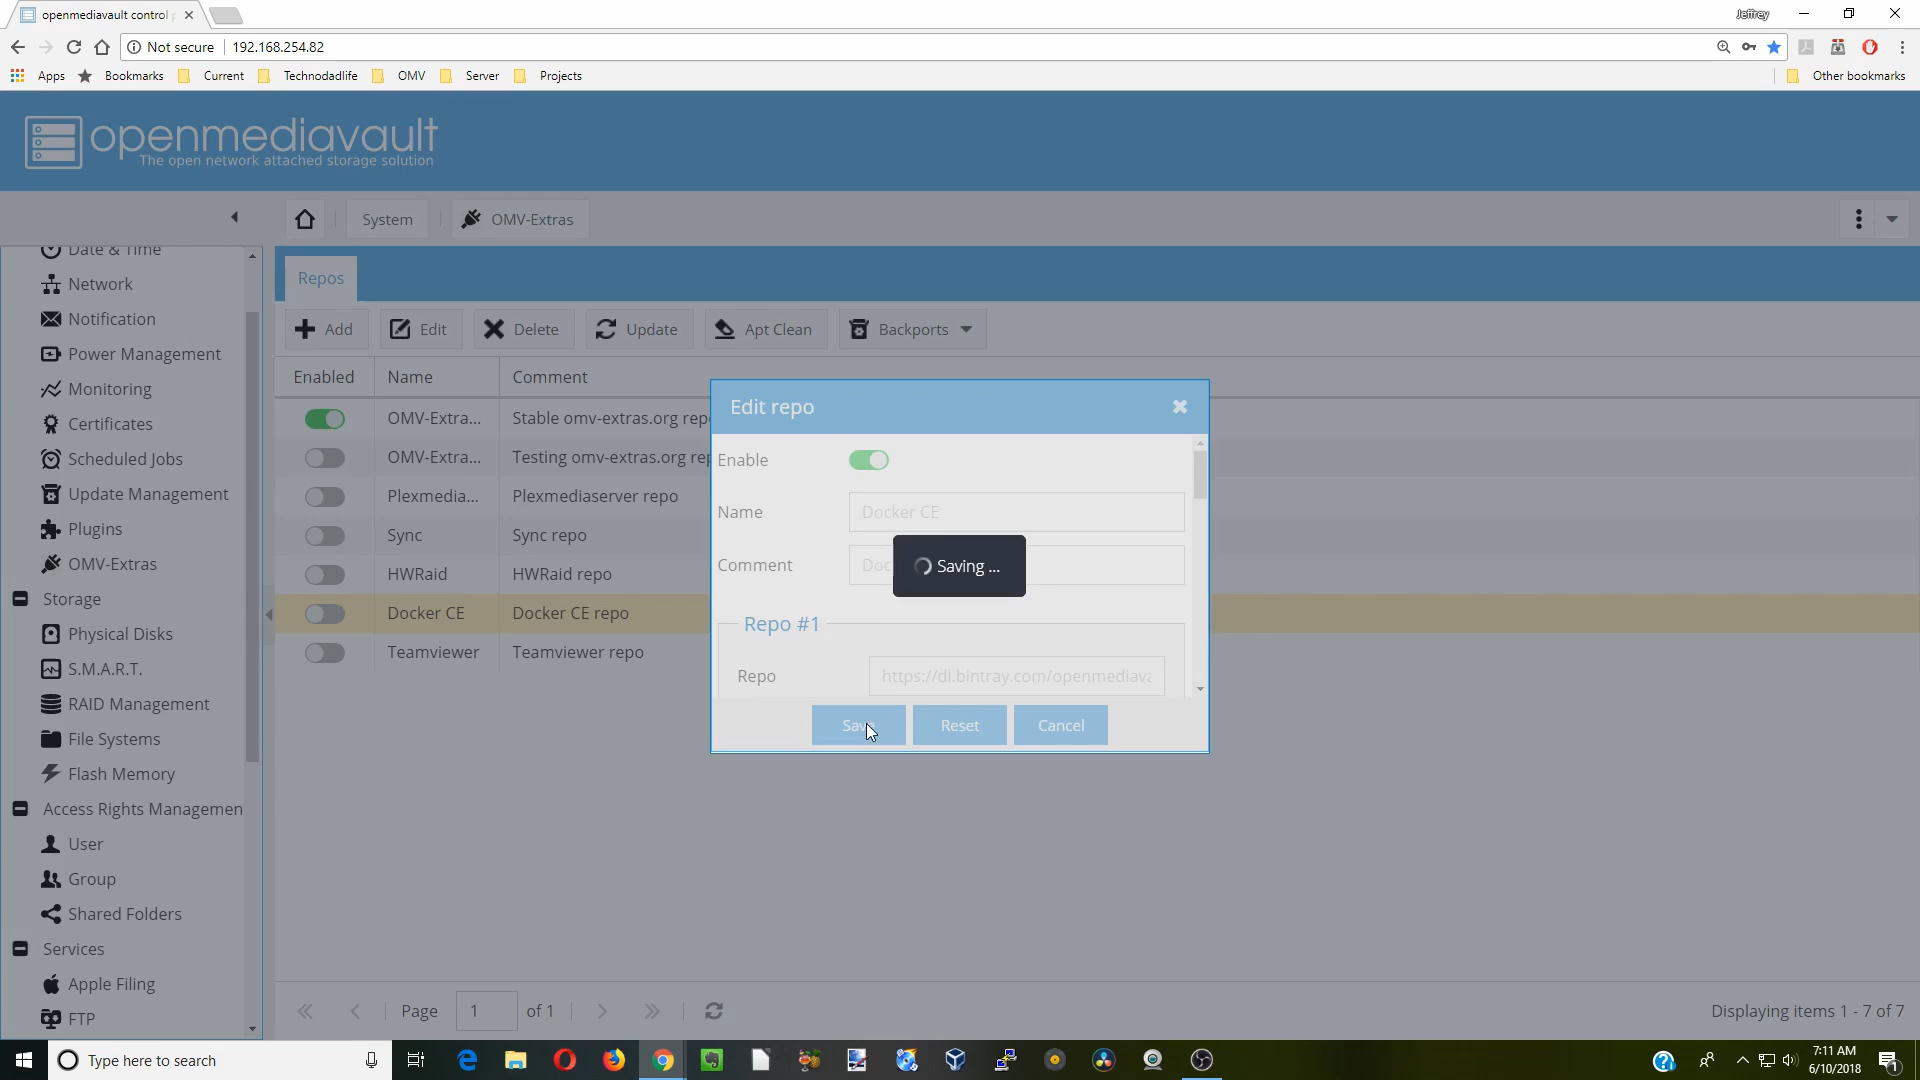 openmediavault control p
Jeffrey
Not secure
192.168.254.82
Apps
Bookmarks
Current
Technodadlife
OMV
Server
Projects
Other bookmarks
openmediavault
The open network attached storage solution
System
OMV-Extras
Date & Time
Network
Notification
Power Management
Monitoring
Certificates
Scheduled Jobs
Update Management
Plugins
OMV-Extras
Storage
Physical Disks
S.M.A.R.T.
RAID Management
File Systems
Flash Memory
Access Rights Managemen
User
Group
Shared Folders
Services
Apple Filing
FTP
Repos
Add
Edit
Delete
Update
Apt Clean
Backports
Enabled
Name
Comment
OMV-Extra...
Stable omv-extras.org rep
OMV-Extra...
Testing omv-extras.org rep
Plexmedia...
Plexmediaserver repo
Sync
Sync repo
HWRaid
HWRaid repo
Docker CE
Docker CE repo
Teamviewer
Teamviewer repo
Edit repo
Enable
Name
Docker CE
Comment
Doc
Saving ...
Repo #1
Repo
https://dl.bintray.com/openmediava
Save
Reset
Cancel
Page
1
of 1
Displaying items 1 - 7 of 7
Type here to search
7:11 AM
6/10/2018
1